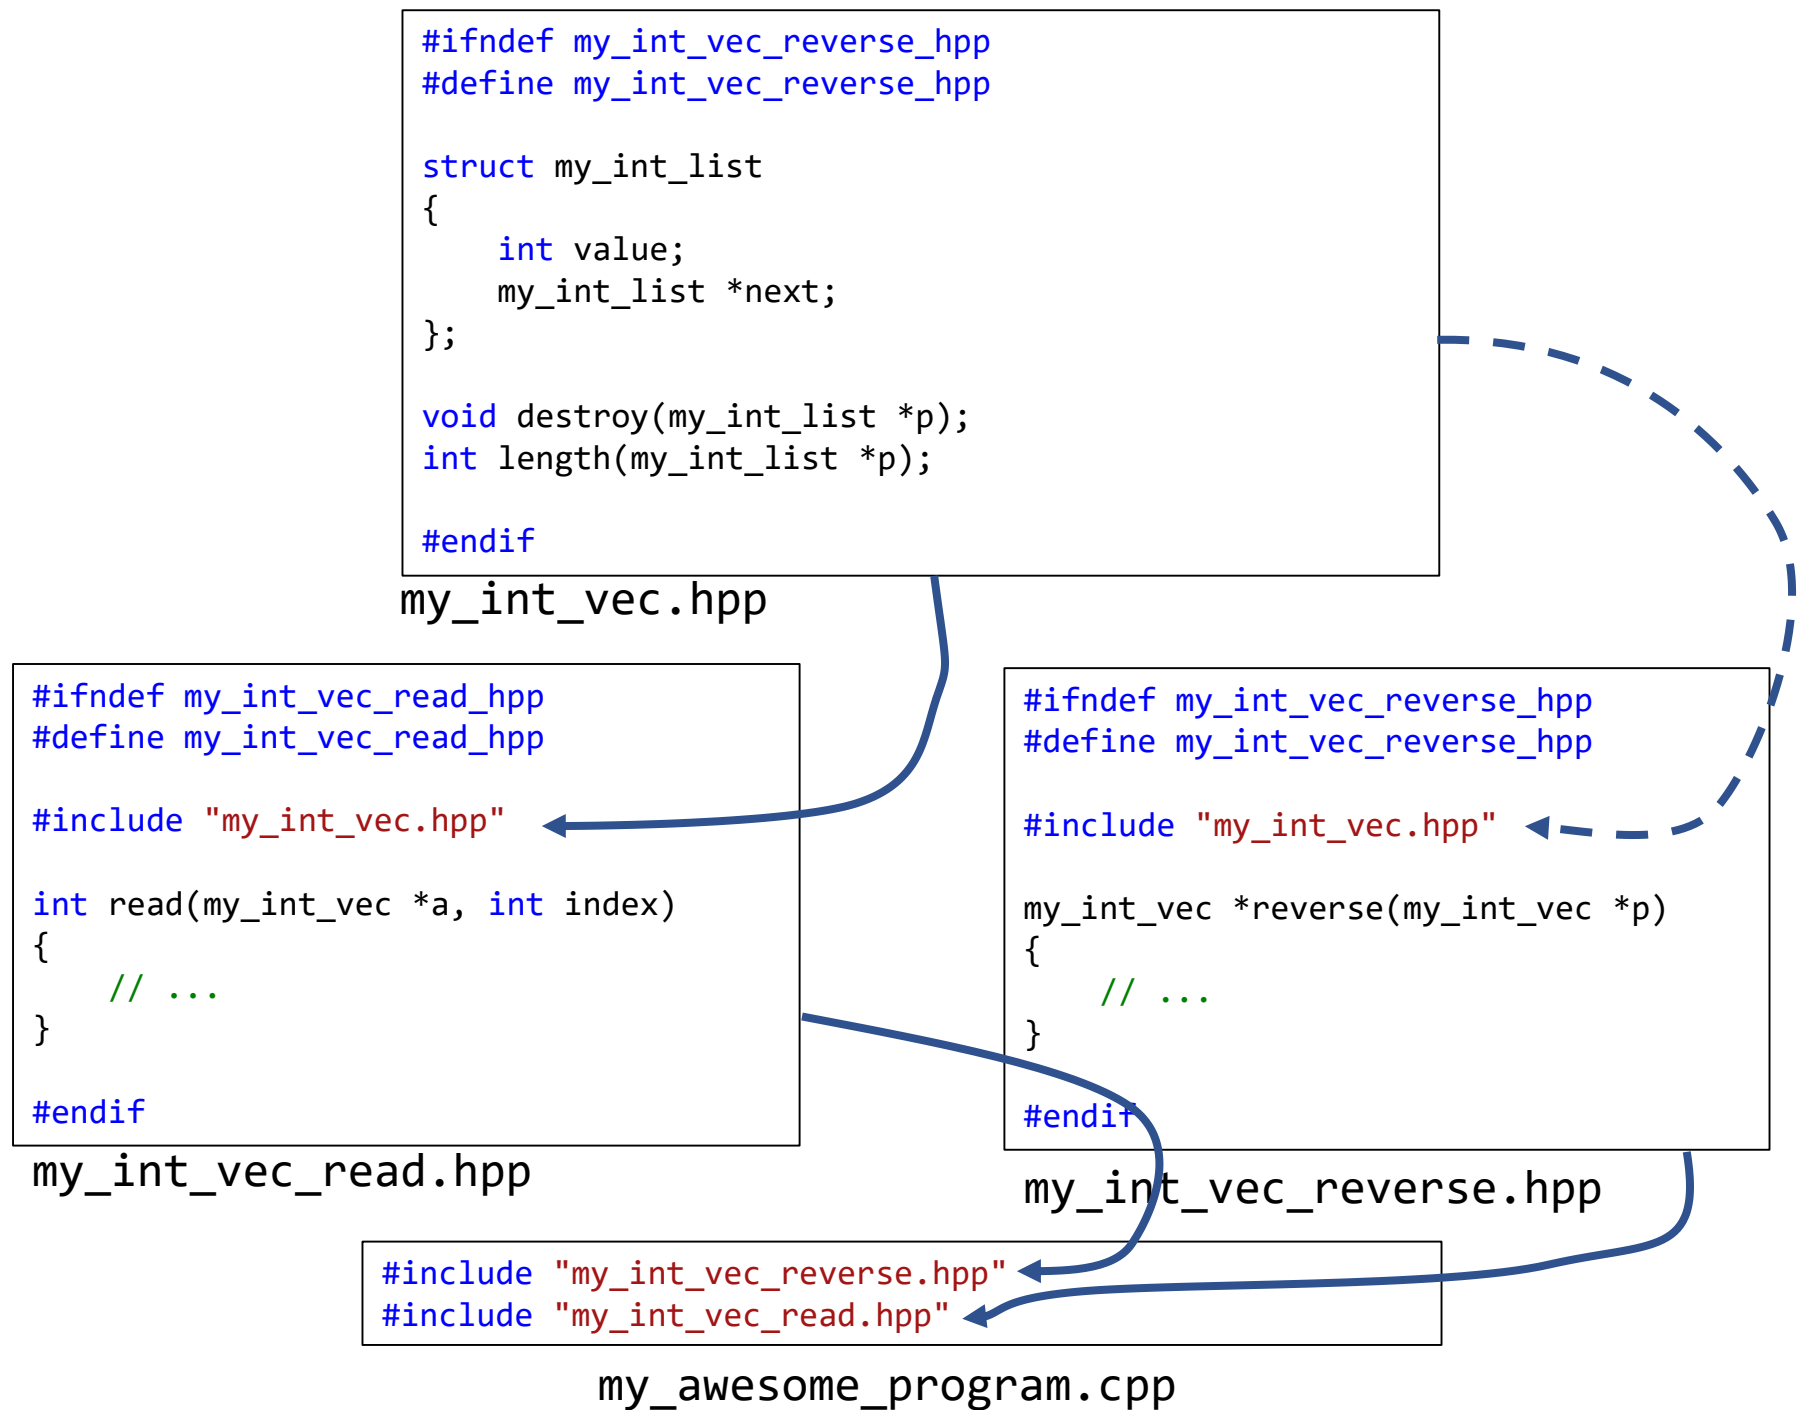 #ifndef my_int_vec_reverse_hpp
#define my_int_vec_reverse_hpp
struct my_int_list
{
int value;
my_int_list *next;
};
void destroy(my_int_list *p);
int length(my_int_list *p);
#endif
my_int_vec.hpp
#ifndef my_int_vec_read_hpp
#define my_int_vec_read_hpp
#include "my_int_vec.hpp"
int read(my_int_vec *a, int index)
{
// ...
}
#endif
my_int_vec_read.hpp
#ifndef my_int_vec_reverse_hpp
#define my_int_vec_reverse_hpp
#include "my_int_vec.hpp"
my_int_vec *reverse(my_int_vec *p)
{
// ...
}
#endif
my_int_vec_reverse.hpp
#include "my_int_vec_reverse.hpp"
#include "my_int_vec_read.hpp"
my_awesome_program.cpp